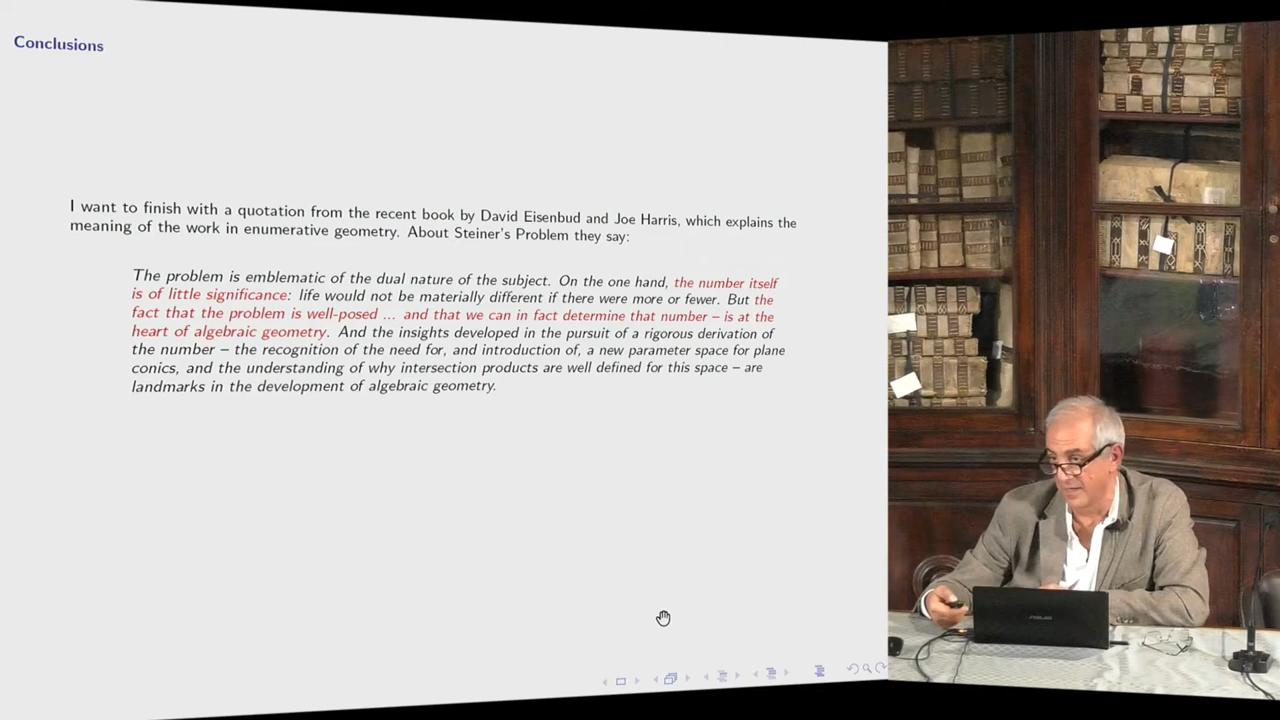 Conclusions
I want to finish with a quotation from the recent book by David Eisenbud and Joe Harris, which explains the
meaning of the work in enumerative geometry. About Steiner's Problem they say:
The problem is emblematic of the dual nature of the subject. On the one hand, the number itself
is of little significance: life would not be materially different if there were more or fewer. But the
fact that the problem is well-posed ... and that we can in fact determine that number – is at the
heart of algebraic geometry. And the insights developed in the pursuit of a rigorous derivation of
the number – the recognition of the need for, and introduction of, a new parameter space for plane
conics, and the understanding of why intersection products are well defined for this space – are
landmarks in the development of algebraic geometry.
ASUS